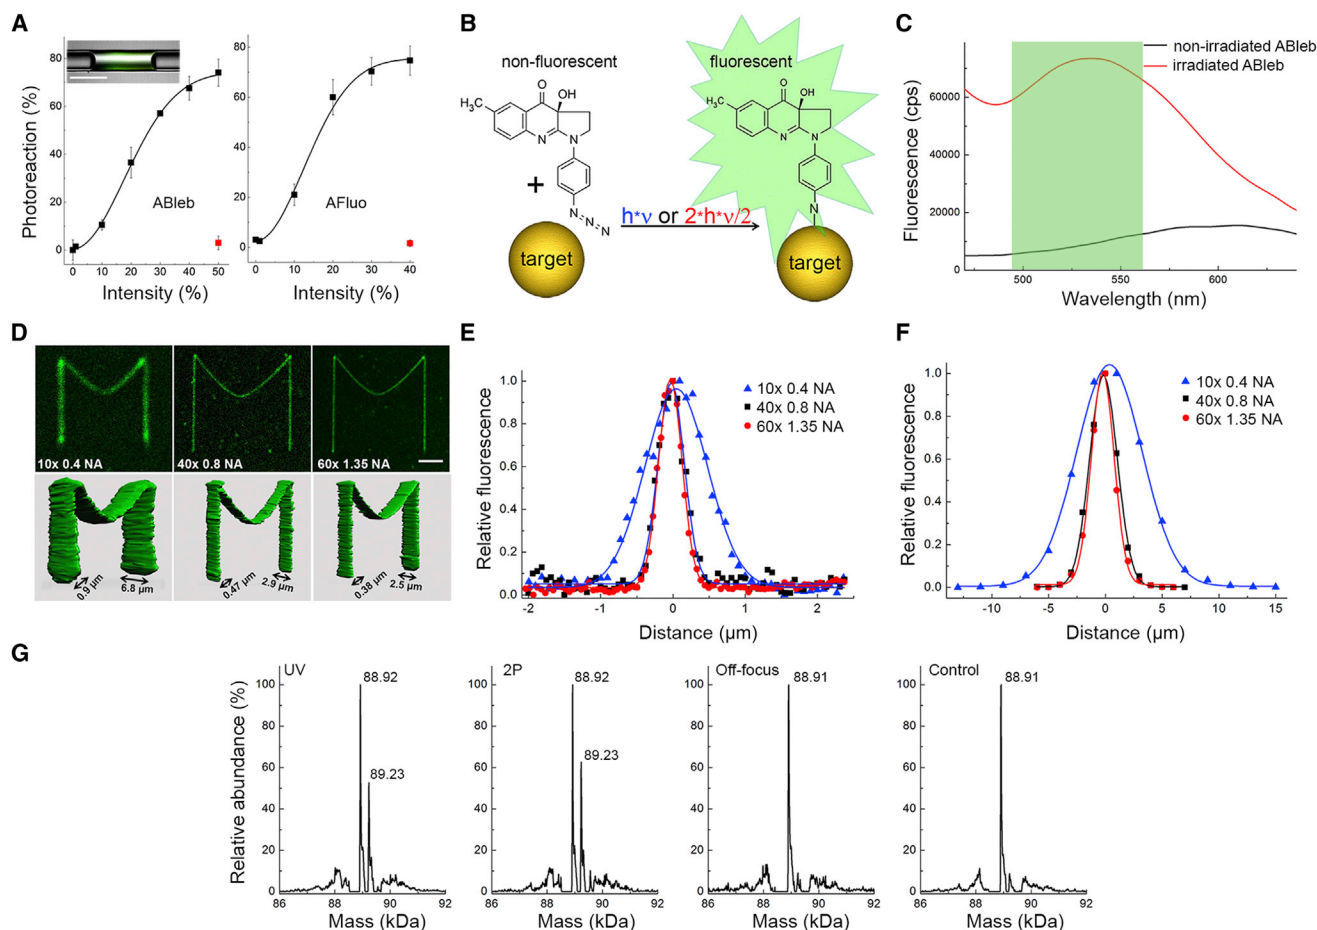 A
Photoreaction (%)
80
60
40
20
0
0 10 20 30 40 50
Intensity (%)
ABleb
80
60
40
20
0
0 10 20 30 40
Intensity (%)
AFluo
B
non-fluorescent
fluorescent
O
OH
H₃C
N
N
+
N
N
N
target
h*ν or 2*h*ν/2
O
OH
H₃C
N
N
N
target
C
non-irradiated ABleb
irradiated ABleb
Fluorescence (cps)
60000
40000
20000
0
500 550 600
Wavelength (nm)
D
10x 0.4 NA
40x 0.8 NA
60x 1.35 NA
0.9 µm
6.8 µm
0.47 µm
2.9 µm
0.38 µm
2.5 µm
E
Relative fluorescence
1.0
0.8
0.6
0.4
0.2
0.0
-2 -1 0 1 2
Distance (µm)
10x 0.4 NA
40x 0.8 NA
60x 1.35 NA
F
Relative fluorescence
1.0
0.8
0.6
0.4
0.2
0.0
-10 -5 0 5 10 15
Distance (µm)
10x 0.4 NA
40x 0.8 NA
60x 1.35 NA
G
Relative abundance (%)
UV
88.92
89.23
100
80
60
40
20
0
86 88 90 92
Mass (kDa)
2P
88.92
89.23
100
80
60
40
20
0
86 88 90 92
Mass (kDa)
Off-focus
88.91
100
80
60
40
20
0
86 88 90 92
Mass (kDa)
Control
88.91
100
80
60
40
20
0
86 88 90 92
Mass (kDa)